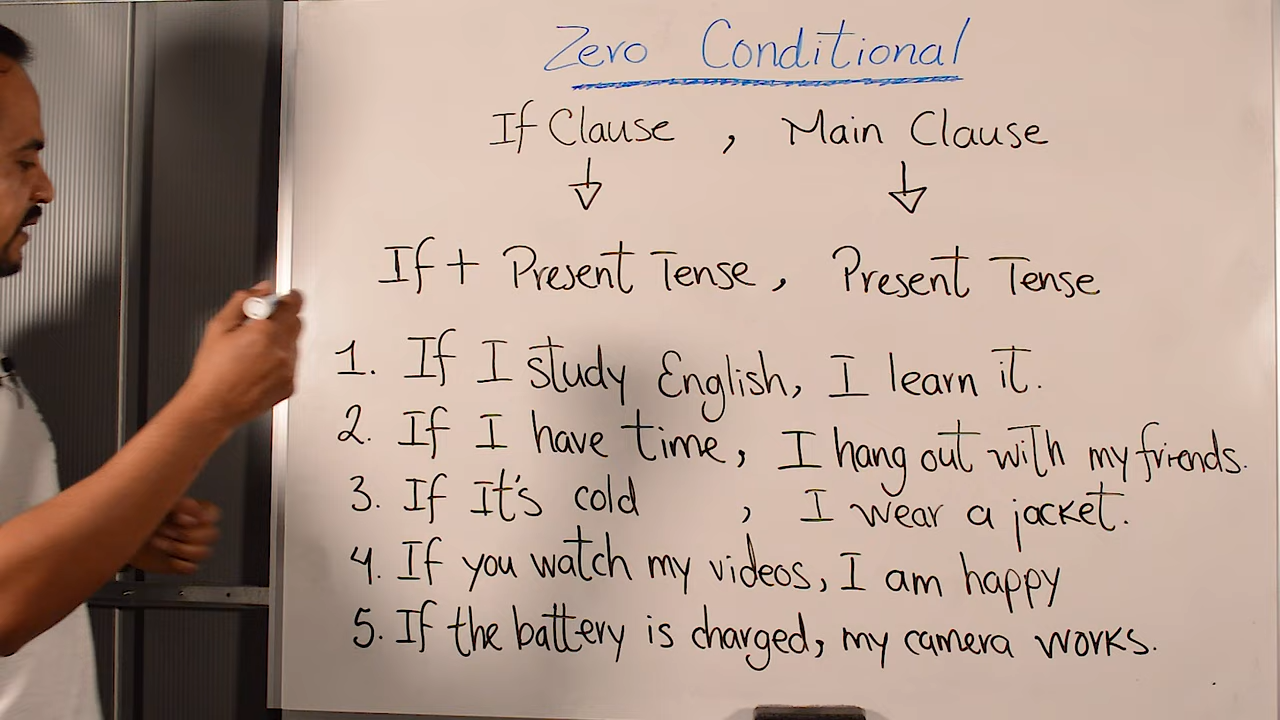 Zero Conditional
If Clause , Main Clause
If + Present Tense , Present Tense
1. If I study English, I learn it.
2. If I have time, I hang out with my friends.
3. If It's cold , I wear a jacket.
4. If you watch my videos, I am happy
5. If the battery is charged, my camera works.